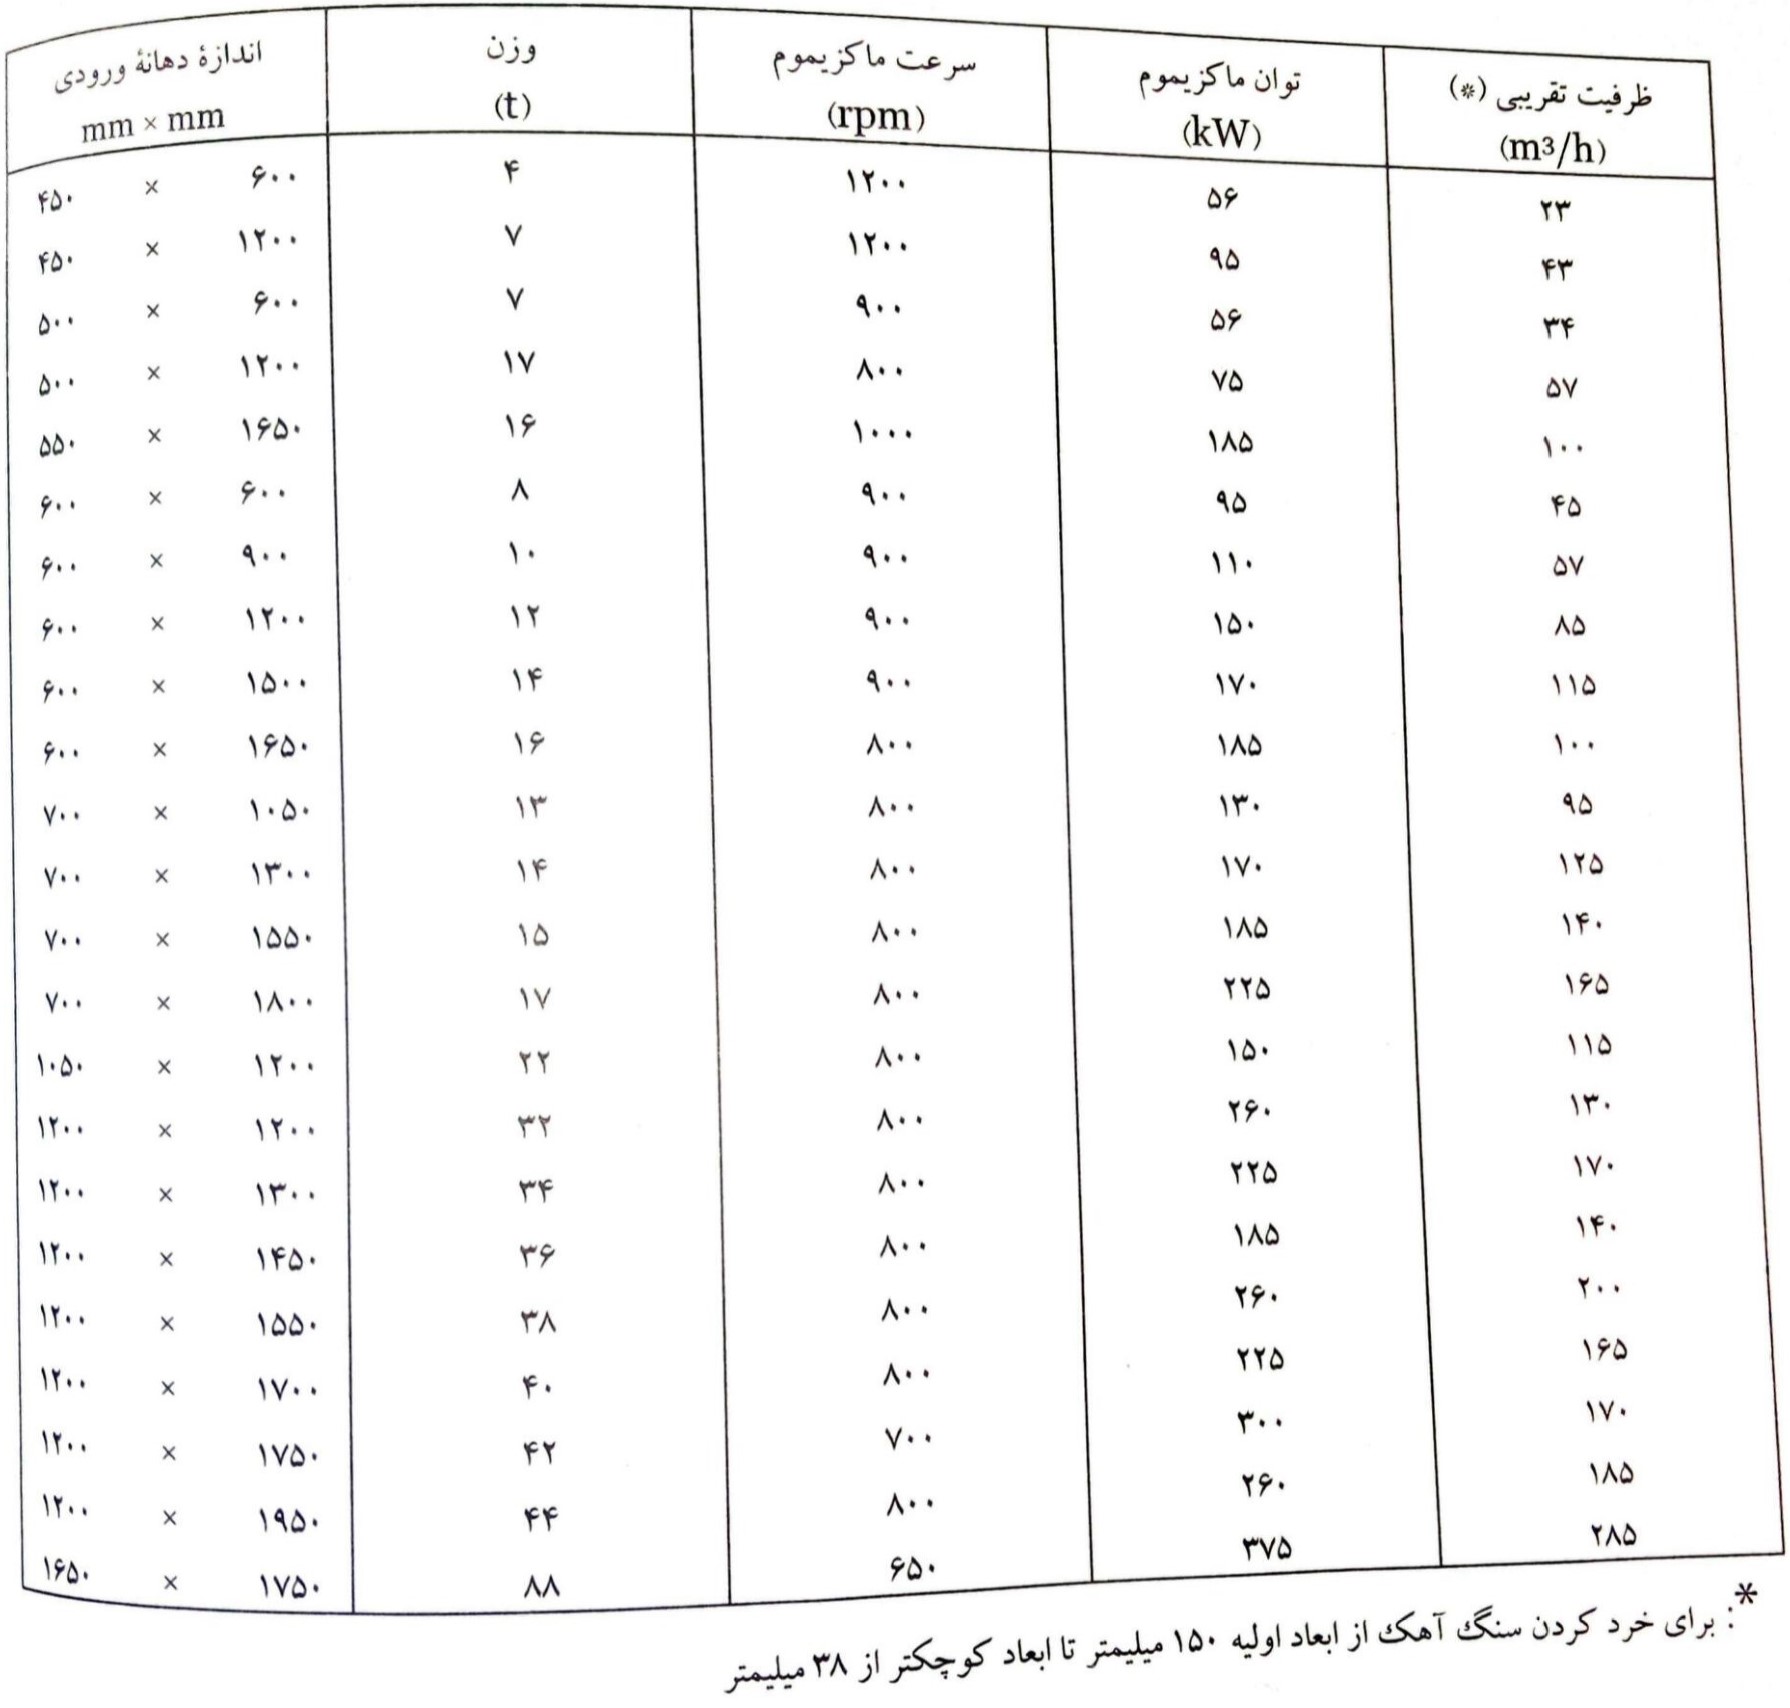 اندازهٔ دهانهٔ ورودی	وزن	سرعت ماکزیموم	توان ماکزیموم	ظرفیت تقریبی (*)
mm × mm	(t)	(rpm)	(kW)	(m³/h)
۴۵۰ × ۶۰۰	۴	۱۲۰۰	۵۶	۲۳
۴۵۰ × ۱۲۰۰	۷	۱۲۰۰	۹۵	۴۳
۵۰۰ × ۶۰۰	۷	۹۰۰	۵۶	۳۴
۵۰۰ × ۱۲۰۰	۱۷	۸۰۰	۷۵	۵۷
۵۵۰ × ۱۶۵۰	۱۶	۱۰۰۰	۱۸۵	۱۰۰
۶۰۰ × ۶۰۰	۸	۹۰۰	۹۵	۴۵
۶۰۰ × ۹۰۰	۱۰	۹۰۰	۱۱۰	۵۷
۶۰۰ × ۱۲۰۰	۱۲	۹۰۰	۱۵۰	۸۵
۶۰۰ × ۱۵۰۰	۱۴	۹۰۰	۱۷۰	۱۱۵
۶۰۰ × ۱۶۵۰	۱۶	۸۰۰	۱۸۵	۱۰۰
۷۰۰ × ۱۰۵۰	۱۳	۸۰۰	۱۳۰	۹۵
۷۰۰ × ۱۳۰۰	۱۴	۸۰۰	۱۷۰	۱۲۵
۷۰۰ × ۱۵۵۰	۱۵	۸۰۰	۱۸۵	۱۴۰
۷۰۰ × ۱۸۰۰	۱۷	۸۰۰	۲۲۵	۱۶۵
۱۰۵۰ × ۱۲۰۰	۲۲	۸۰۰	۱۵۰	۱۱۵
۱۲۰۰ × ۱۲۰۰	۳۲	۸۰۰	۲۶۰	۱۳۰
۱۲۰۰ × ۱۳۰۰	۳۴	۸۰۰	۲۲۵	۱۷۰
۱۲۰۰ × ۱۴۵۰	۳۶	۸۰۰	۱۸۵	۱۴۰
۱۲۰۰ × ۱۵۵۰	۳۸	۸۰۰	۲۶۰	۲۰۰
۱۲۰۰ × ۱۷۰۰	۴۰	۸۰۰	۲۲۵	۱۶۵
۱۲۰۰ × ۱۷۵۰	۴۲	۷۰۰	۳۰۰	۱۷۰
۱۲۰۰ × ۱۹۵۰	۴۴	۸۰۰	۲۶۰	۱۸۵
۱۶۵۰ × ۱۷۵۰	۸۸	۶۵۰	۳۷۵	۲۸۵
*: برای خرد کردن سنگ آهک از ابعاد اولیه ۱۵۰ میلیمتر تا ابعاد کوچکتر از ۳۸ میلیمتر